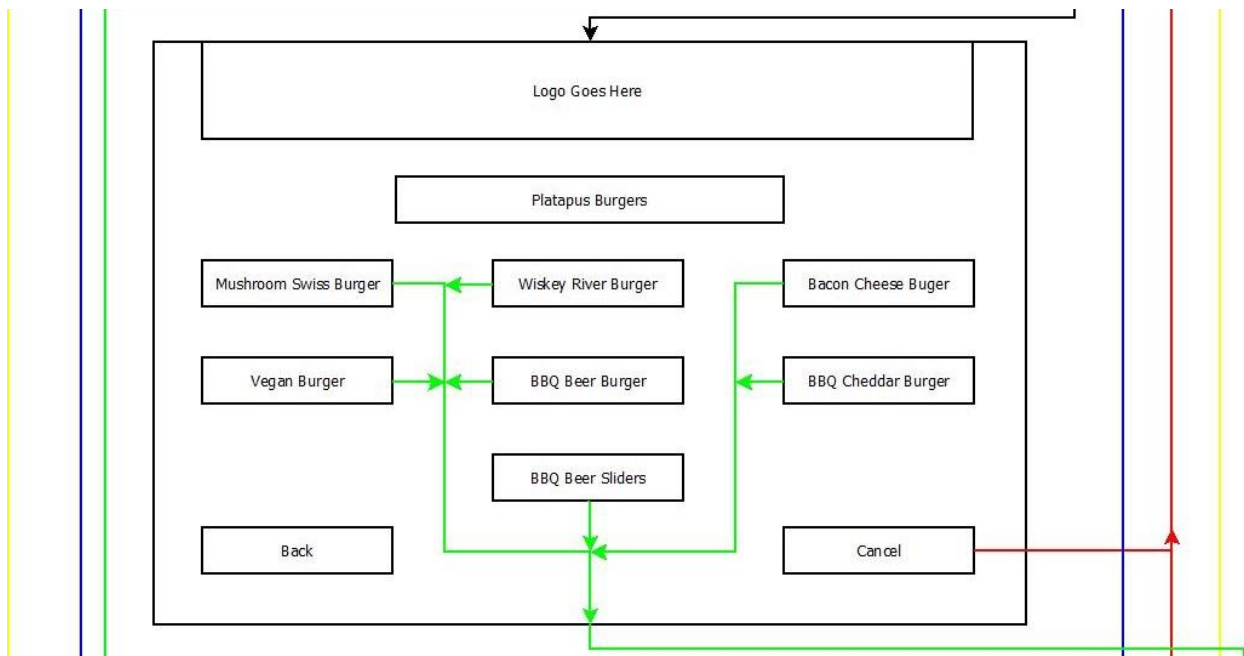 Logo Goes Here
Platapus Burgers
Mushroom Swiss Burger
Wiskey River Burger
Bacon Cheese Buger
Vegan Burger
BBQ Beer Burger
BBQ Cheddar Burger
BBQ Beer Sliders
Back
Cancel